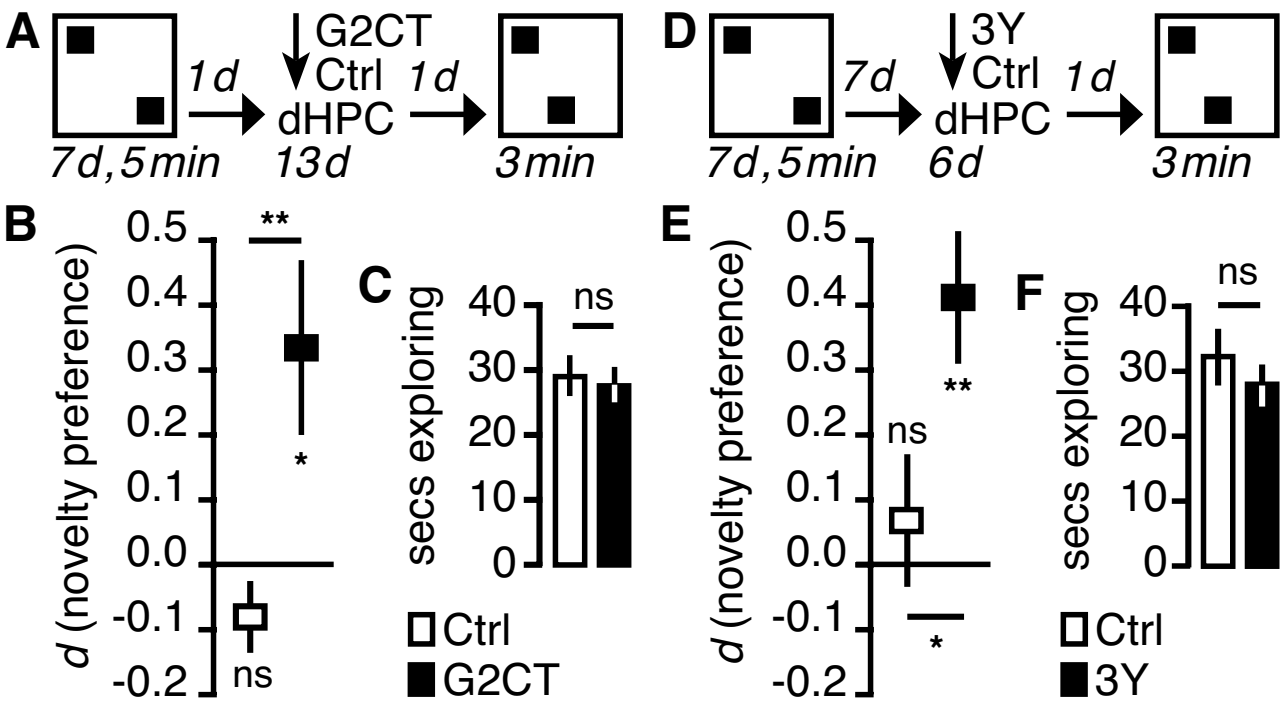 A
G2CT
Ctrl
1d
1d
dHPC
7d,5min
13d
3min
D
3Y
Ctrl
7d
1d
dHPC
7d,5min
6d
3min
B
d (novelty preference)
0.5
0.4
0.3
0.2
0.1
0.0
-0.1
-0.2
**
*
ns
C
secs exploring
40
30
20
10
0
ns
Ctrl
G2CT
E
d (novelty preference)
0.5
0.4
0.3
0.2
0.1
0.0
-0.1
-0.2
**
ns
*
F
secs exploring
40
30
20
10
0
ns
Ctrl
3Y